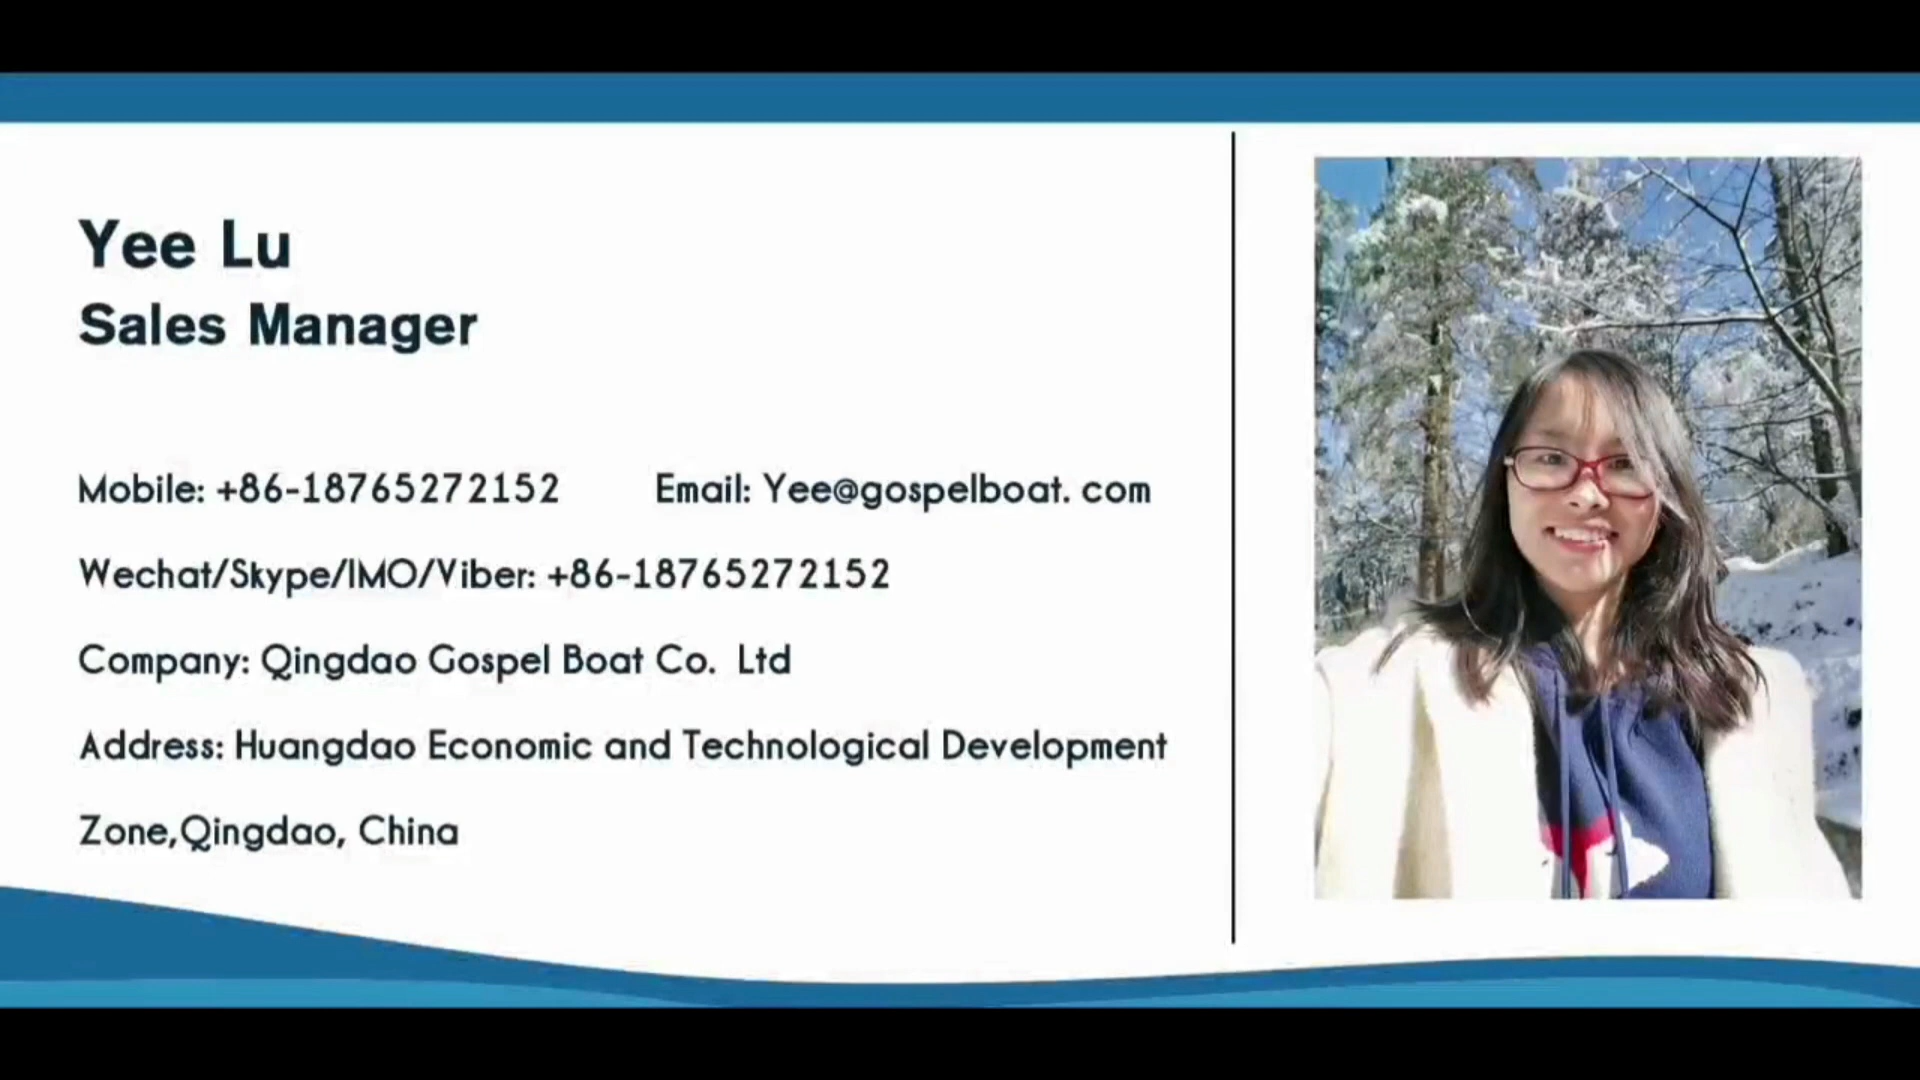 Yee Lu
Sales Manager
Mobile: +86-18765272152 Email: Yee@gospelboat. com
Wechat/Skype/IMO/Viber: +86-18765272152
Company: Qingdao Gospel Boat Co. Ltd
Address: Huangdao Economic and Technological Development
Zone,Qingdao, China